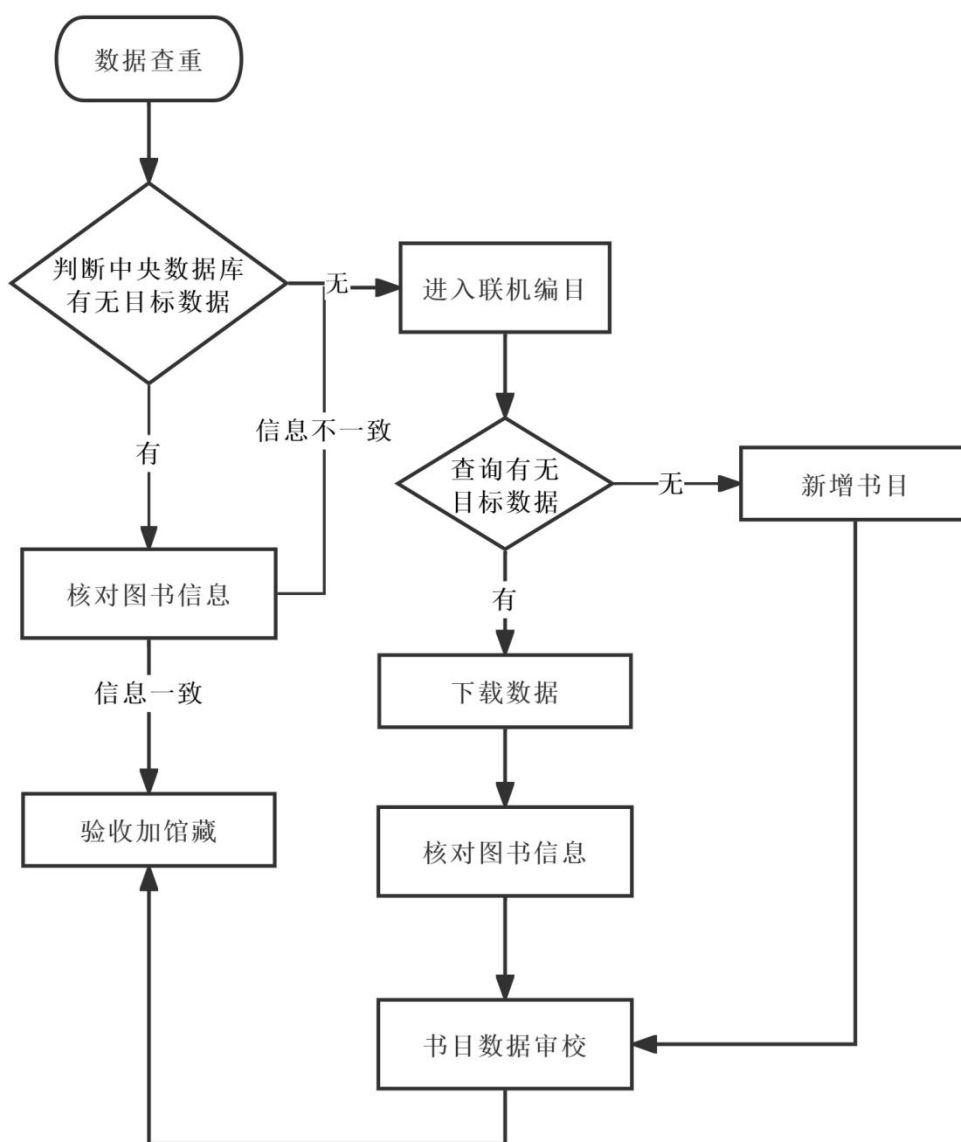 数据查重
判断中央数据库
有无目标数据
无
进入联机编目
信息不一致
有
查询有无
目标数据
无
新增书目
核对图书信息
有
信息一致
下载数据
验收加馆藏
核对图书信息
书目数据审校